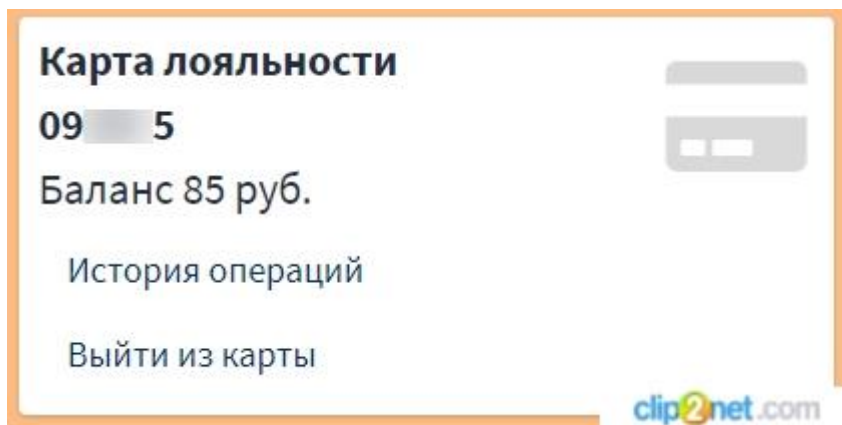 Карта лояльности
09 5
Баланс 85 руб.
История операций
Выйти из карты
clip2net.com